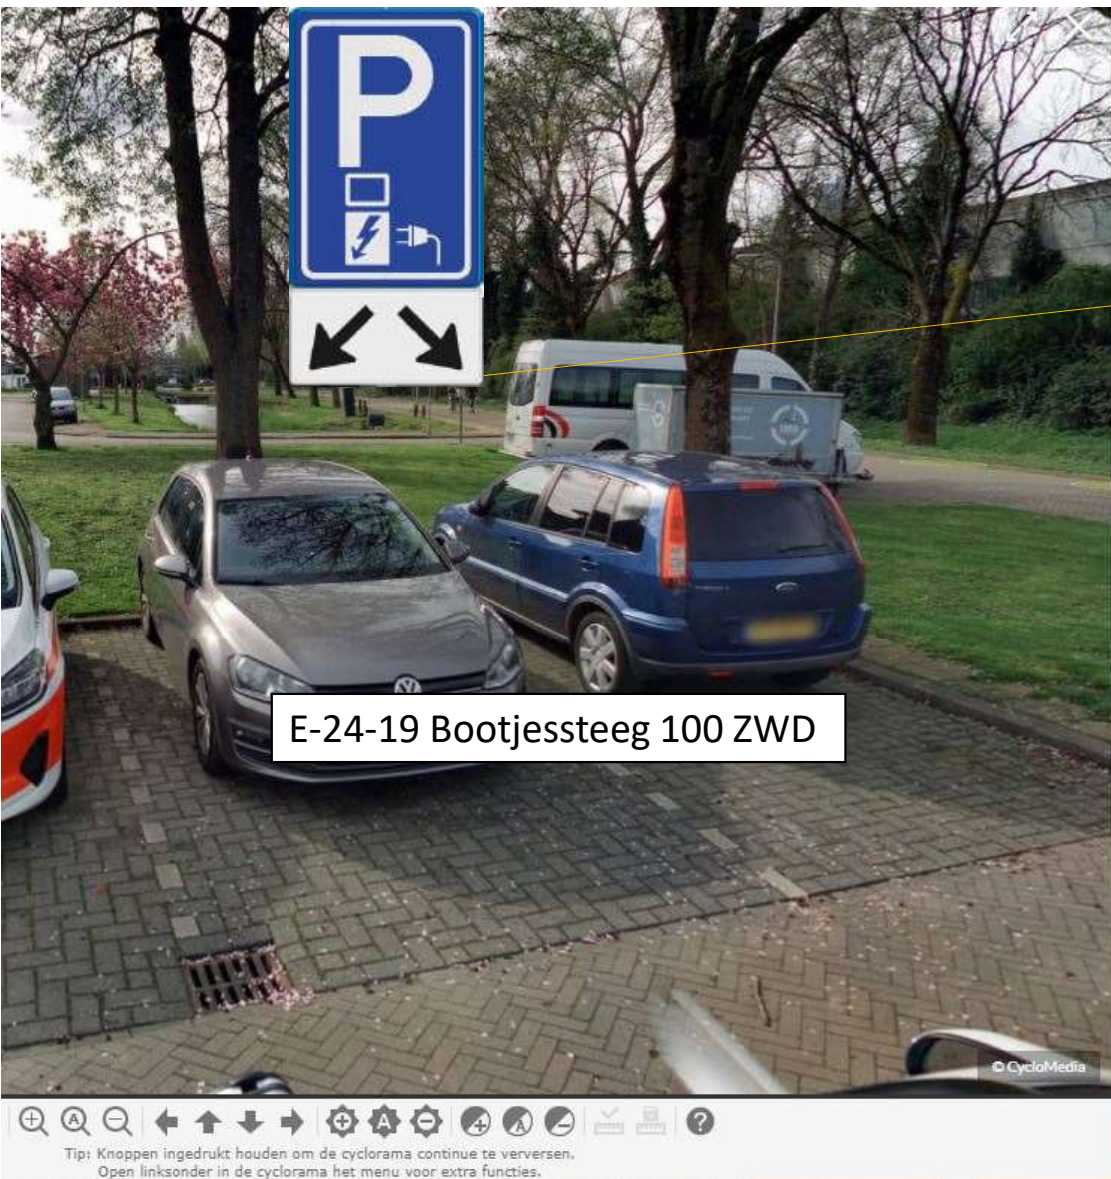 P
E-24-19 Bootjessteeg 100 ZWD
© CycloMedia
A
A
A
?
Tip: Knoppen ingedrukt houden om de cyclorama continue te verversen.
Open linksonder in de cyclorama het menu voor extra functies.